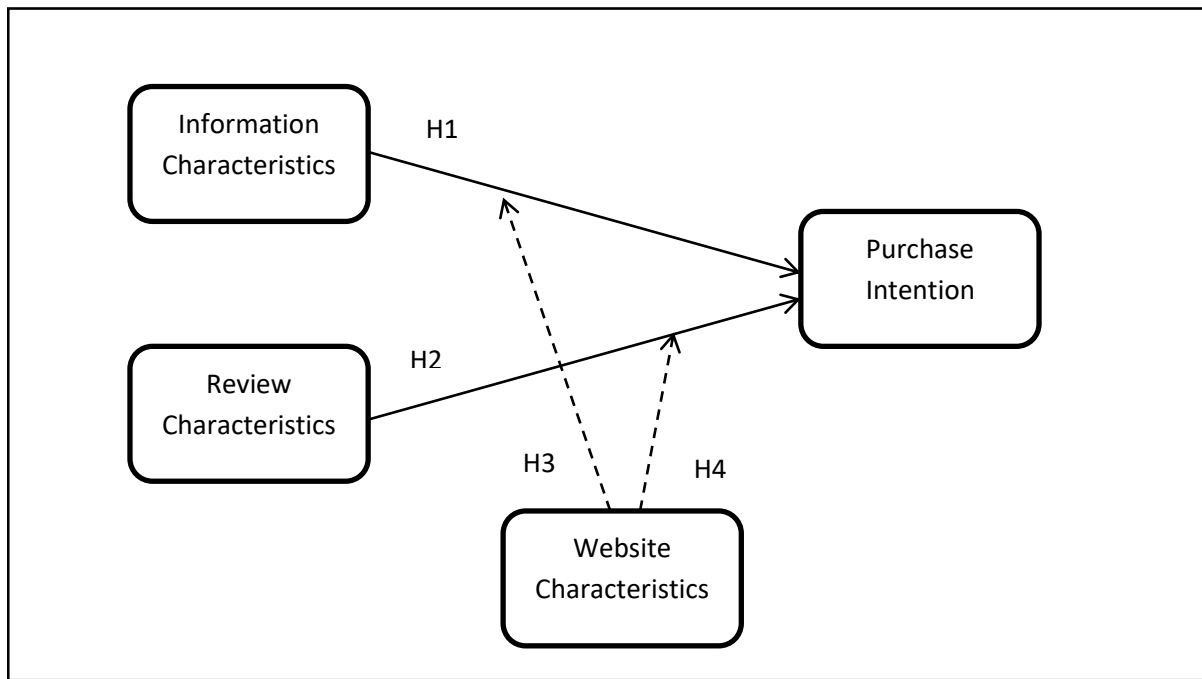 Information
Characteristics
H1
Purchase
Intention
Review
Characteristics
H2
H3
H4
Website
Characteristics